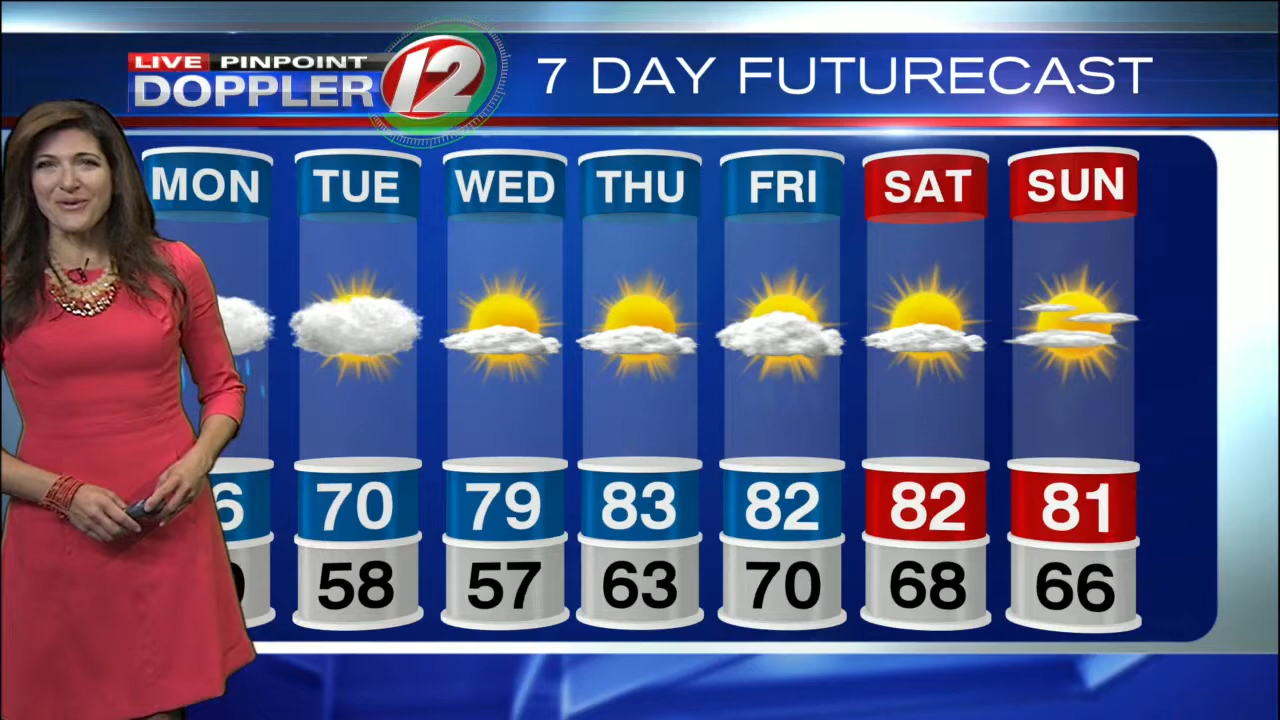 LIVE PINPOINT
DOPPLER 12
7 DAY FUTURECAST
MON TUE WED THU FRI SAT SUN
70 79 83 82 82 81
58 57 63 70 68 66